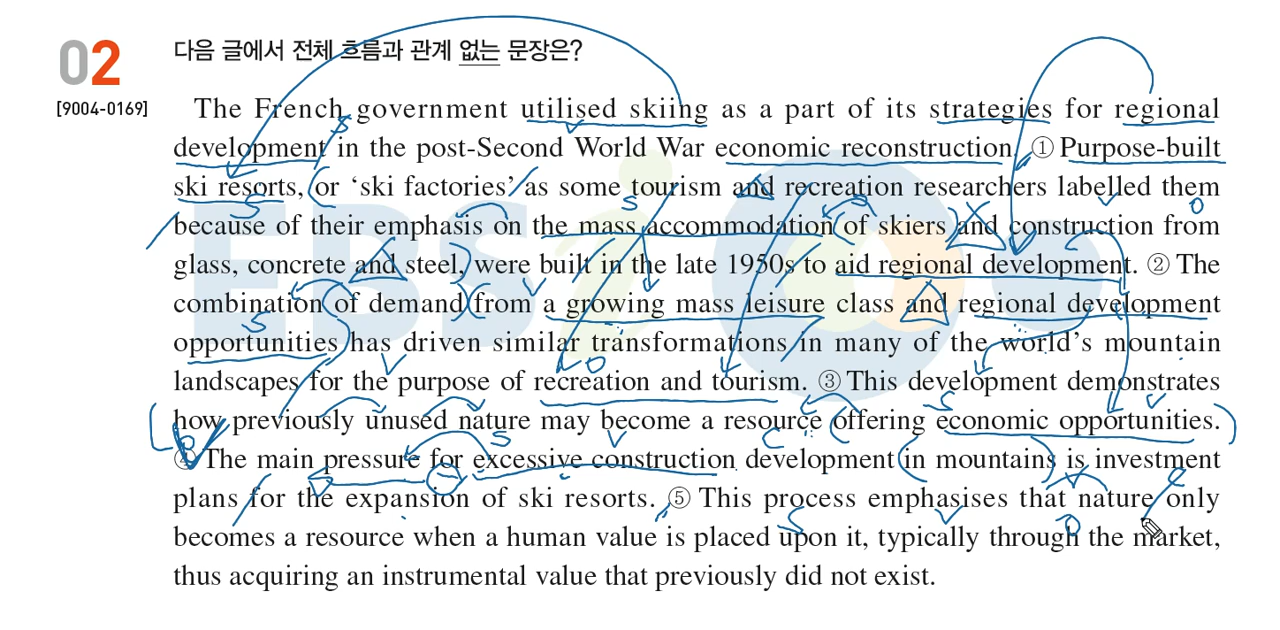 02
다음 글에서 전체 흐름과 관계 없는 문장은?
[9004-0169]
The French government utilised skiing as a part of its strategies for regional
development in the post-Second World War economic reconstruction. ① Purpose-built
ski resorts, or ‘ski factories’ as some tourism and recreation researchers labelled them
because of their emphasis on the mass accommodation of skiers and construction from
glass, concrete and steel, were built in the late 1950s to aid regional development. ② The
combination of demand from a growing mass leisure class and regional development
opportunities has driven similar transformations in many of the world’s mountain
landscapes for the purpose of recreation and tourism. ③ This development demonstrates
how previously unused nature may become a resource offering economic opportunities.
④ The main pressure for excessive construction development in mountains is investment
plans for the expansion of ski resorts. ⑤ This process emphasises that nature only
becomes a resource when a human value is placed upon it, typically through the market,
thus acquiring an instrumental value that previously did not exist.